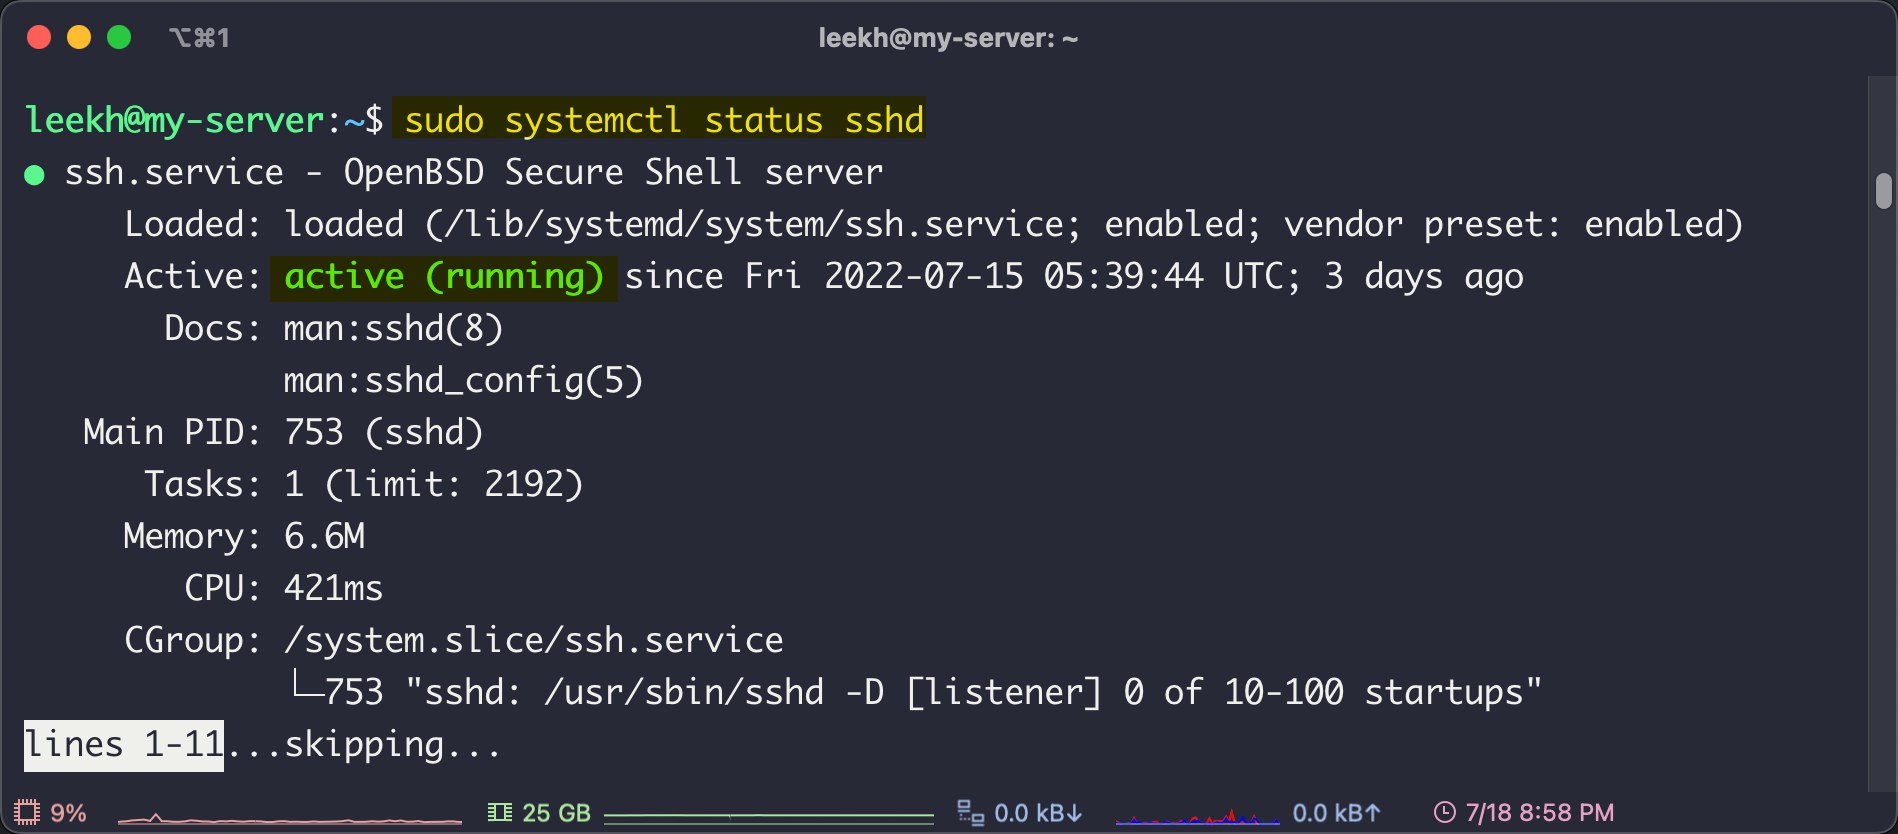 ⌥⌘1
leekh@my-server: ~
leekh@my-server:~$ sudo systemctl status sshd
● ssh.service - OpenBSD Secure Shell server
Loaded: loaded (/lib/systemd/system/ssh.service; enabled; vendor preset: enabled)
Active: active (running) since Fri 2022-07-15 05:39:44 UTC; 3 days ago
Docs: man:sshd(8)
man:sshd_config(5)
Main PID: 753 (sshd)
Tasks: 1 (limit: 2192)
Memory: 6.6M
CPU: 421ms
CGroup: /system.slice/ssh.service
└─753 "sshd: /usr/sbin/sshd -D [listener] 0 of 10-100 startups"
lines 1-11...skipping...
9% 25 GB 0.0 kB↓ 0.0 kB↑ 7/18 8:58 PM